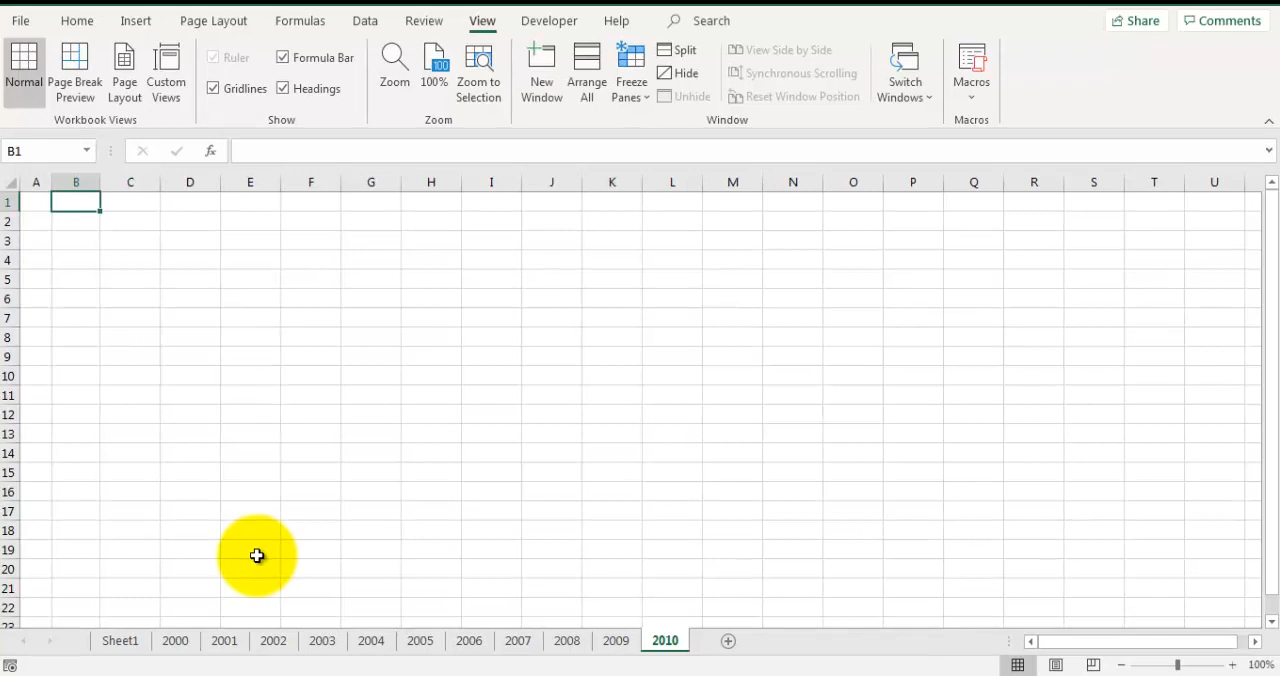 File Home Insert Page Layout Formulas Data Review View Developer Help Search Share Comments
Normal Page Break Preview Page Layout Custom Views
Workbook Views
Ruler Formula Bar
Gridlines Headings
Show
Zoom 100% Zoom to Selection
100
Zoom
New Window Arrange All Freeze Panes
Split
Hide
Unhide
View Side by Side
Synchronous Scrolling
Reset Window Position
Window
Switch Windows
Macros
Macros
B1 fx
A B C D E F G H I J K L M N O P Q R S T U
1
2
3
4
5
6
7
8
9
10
11
12
13
14
15
16
17
18
19
20
21
22
23
Sheet1 2000 2001 2002 2003 2004 2005 2006 2007 2008 2009 2010
100%